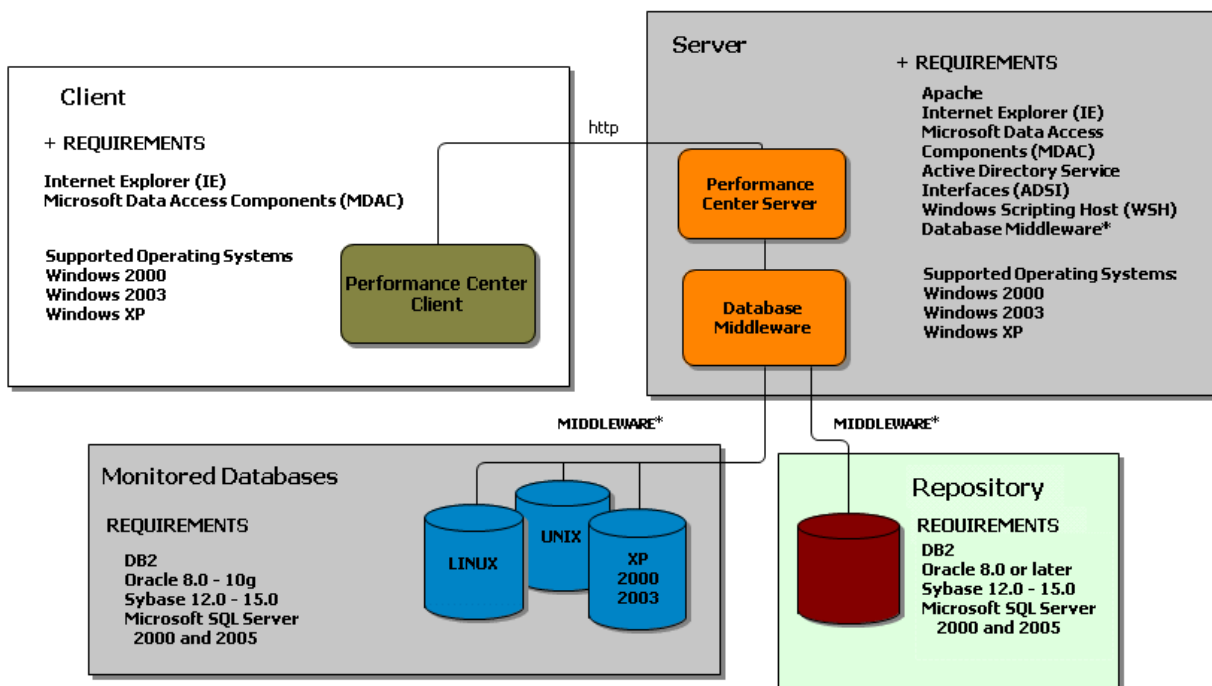 Client
+ REQUIREMENTS
Internet Explorer (IE)
Microsoft Data Access Components (MDAC)
Supported Operating Systems
Windows 2000
Windows 2003
Windows XP
Performance Center
Client
http
Server
+ REQUIREMENTS
Apache
Internet Explorer (IE)
Microsoft Data Access
Components (MDAC)
Active Directory Service
Interfaces (ADSI)
Windows Scripting Host (WSH)
Database Middleware*
Supported Operating Systems:
Windows 2000
Windows 2003
Windows XP
Performance
Center Server
Database
Middleware
MIDDLEWARE*
MIDDLEWARE*
Monitored Databases
REQUIREMENTS
DB2
Oracle 8.0 - 10g
Sybase 12.0 - 15.0
Microsoft SQL Server
2000 and 2005
LINUX
UNIX
XP
2000
2003
Repository
REQUIREMENTS
DB2
Oracle 8.0 or later
Sybase 12.0 - 15.0
Microsoft SQL Server
2000 and 2005